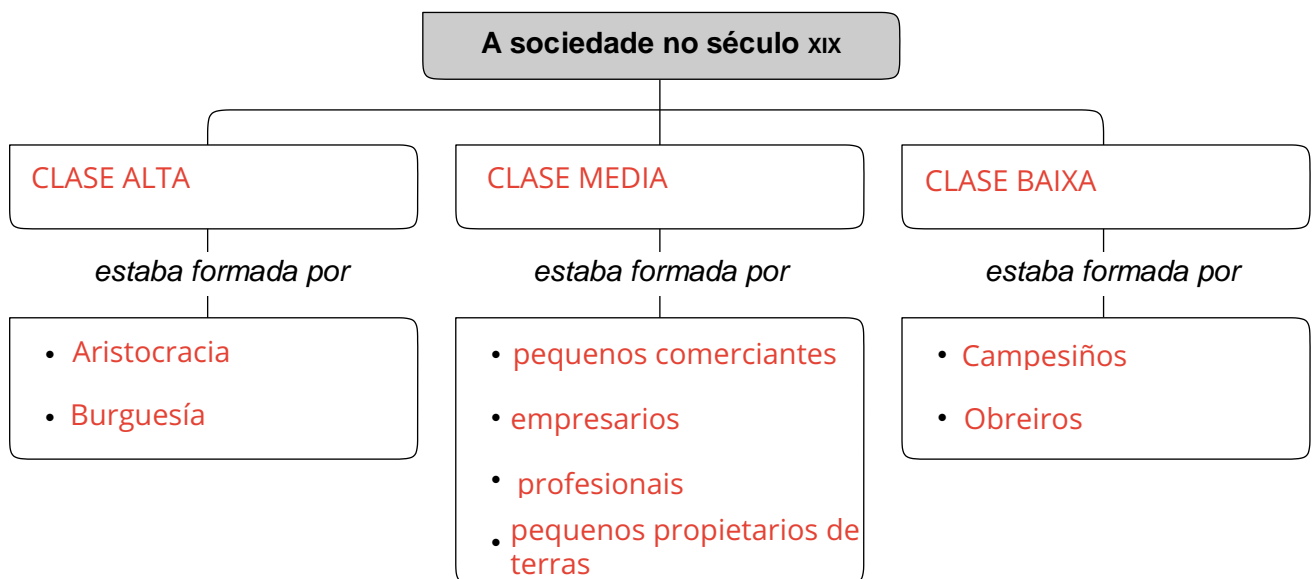 A sociedade no século XIX
CLASE ALTA
CLASE MEDIA
CLASE BAIXA
estaba formada por
estaba formada por
estaba formada por
• Aristocracia
• Burguesía
• pequenos comerciantes
• empresarios
• profesionais
• pequenos propietarios de
terras
• Campesiños
• Obreiros